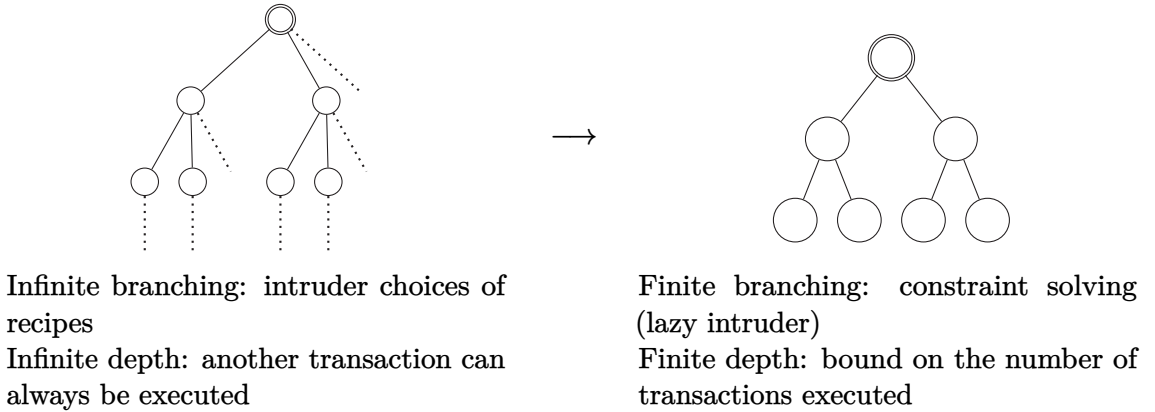 Infinite branching: intruder choices of
recipes
Infinite depth: another transaction can
always be executed
Finite branching: constraint solving
(lazy intruder)
Finite depth: bound on the number of
transactions executed